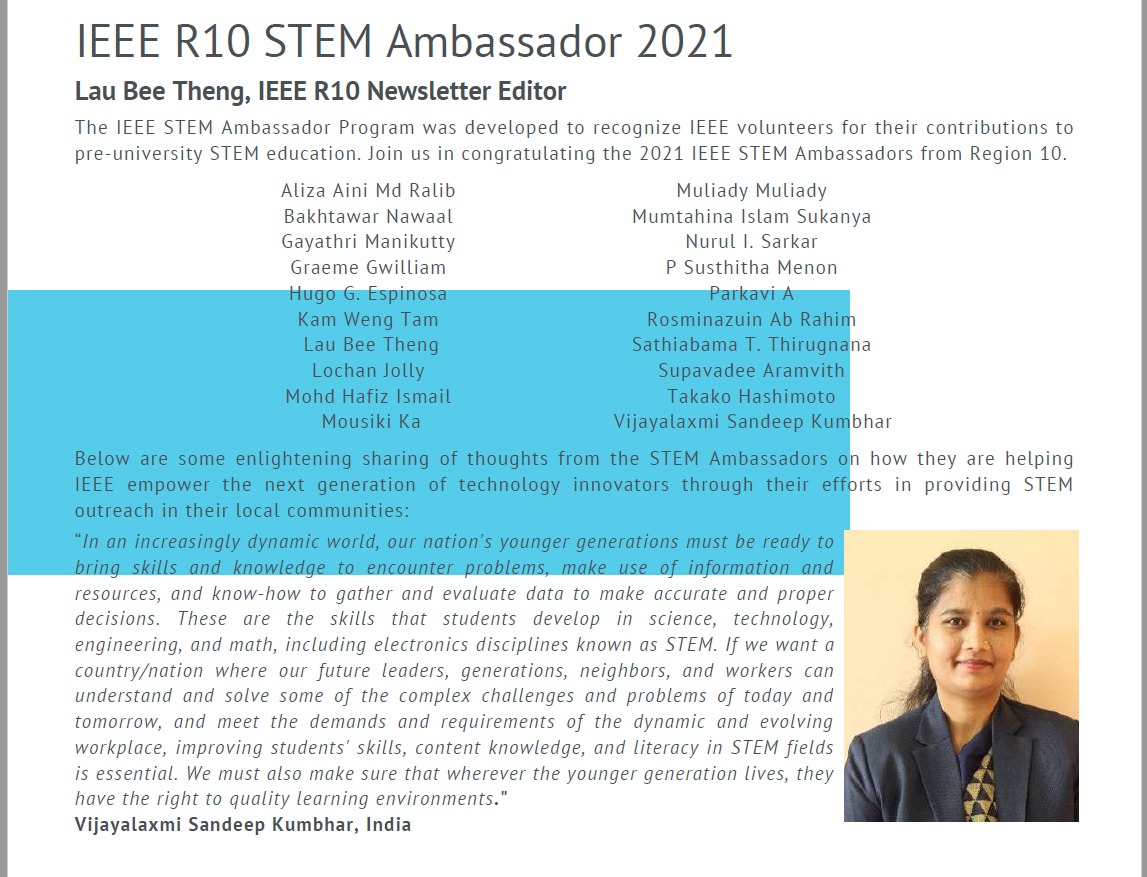 IEEE R10 STEM Ambassador 2021
Lau Bee Theng, IEEE R10 Newsletter Editor
The IEEE STEM Ambassador Program was developed to recognize IEEE volunteers for their contributions to
pre-university STEM education. Join us in congratulating the 2021 IEEE STEM Ambassadors from Region 10.
Aliza Aini Md Ralib
Bakhtawar Nawaal
Gayathri Manikutty
Graeme Gwilliam
Hugo G. Espinosa
Kam Weng Tam
Lau Bee Theng
Lochan Jolly
Mohd Hafiz Ismail
Mousiki Ka
Muliady Muliady
Mumtahina Islam Sukanya
Nurul I. Sarkar
P Susthitha Menon
Parkavi A
Rosminazuin Ab Rahim
Sathiabama T. Thirugnana
Supavadee Aramvith
Takako Hashimoto
Vijayalaxmi Sandeep Kumbhar
Below are some enlightening sharing of thoughts from the STEM Ambassadors on how they are helping
IEEE empower the next generation of technology innovators through their efforts in providing STEM
outreach in their local communities:
“In an increasingly dynamic world, our nation's younger generations must be ready to
bring skills and knowledge to encounter problems, make use of information and
resources, and know-how to gather and evaluate data to make accurate and proper
decisions. These are the skills that students develop in science, technology,
engineering, and math, including electronics disciplines known as STEM. If we want a
country/nation where our future leaders, generations, neighbors, and workers can
understand and solve some of the complex challenges and problems of today and
tomorrow, and meet the demands and requirements of the dynamic and evolving
workplace, improving students' skills, content knowledge, and literacy in STEM fields
is essential. We must also make sure that wherever the younger generation lives, they
have the right to quality learning environments."
Vijayalaxmi Sandeep Kumbhar, India